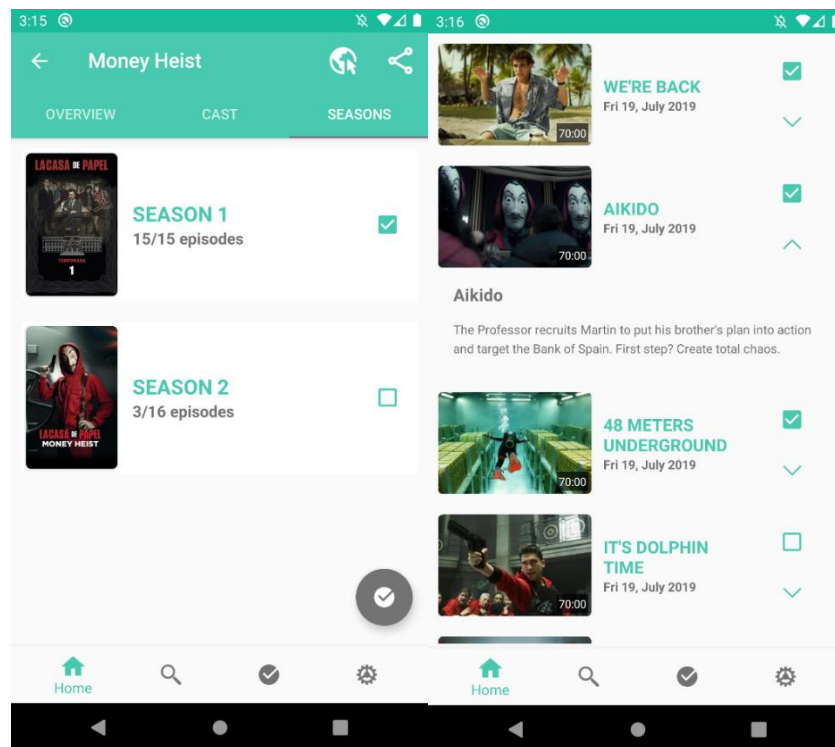 3:15
Money Heist
OVERVIEW
CAST
SEASONS
LA CASA DE PAPEL
TEMPORADA
1
SEASON 1
15/15 episodes
LA CASA DE PAPEL
MONEY HEIST
SEASON 2
3/16 episodes
Home
3:16
70:00
WE'RE BACK
Fri 19, July 2019
70:00
AIKIDO
Fri 19, July 2019
Aikido
The Professor recruits Martin to put his brother's plan into action
and target the Bank of Spain. First step? Create total chaos.
70:00
48 METERS
UNDERGROUND
Fri 19, July 2019
70:00
IT'S DOLPHIN
TIME
Fri 19, July 2019
Home